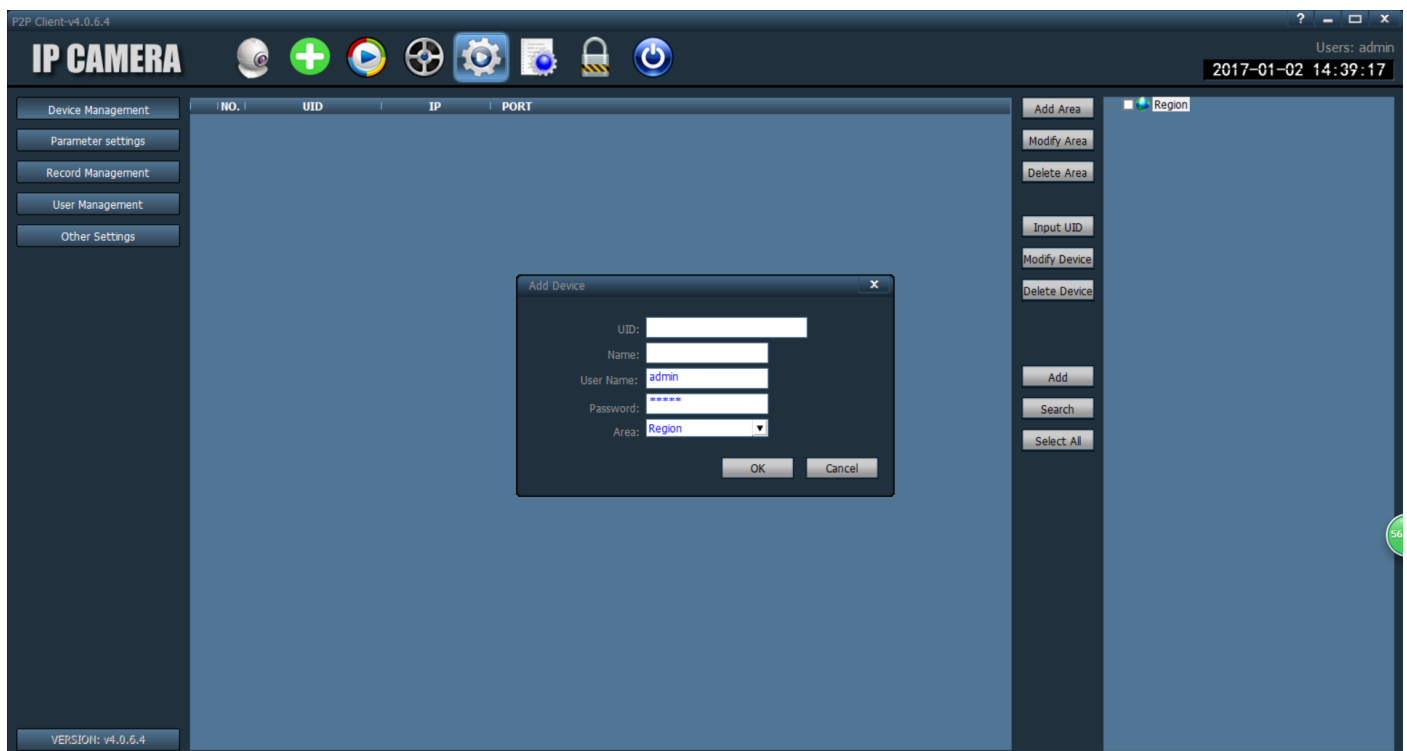 P2P Client-v4.0.6.4
?
x
IP CAMERA
Users: admin
2017-01-02 14:39:17
Device Management
Parameter settings
Record Management
User Management
Other Settings
NO. UID IP PORT
Add Area
Modify Area
Delete Area
Input UID
Modify Device
Delete Device
Add
Search
Select All
Region
Add Device
x
UID:
Name:
User Name: admin
Password: *****
Area: Region
OK Cancel
56
VERSION: v4.0.6.4